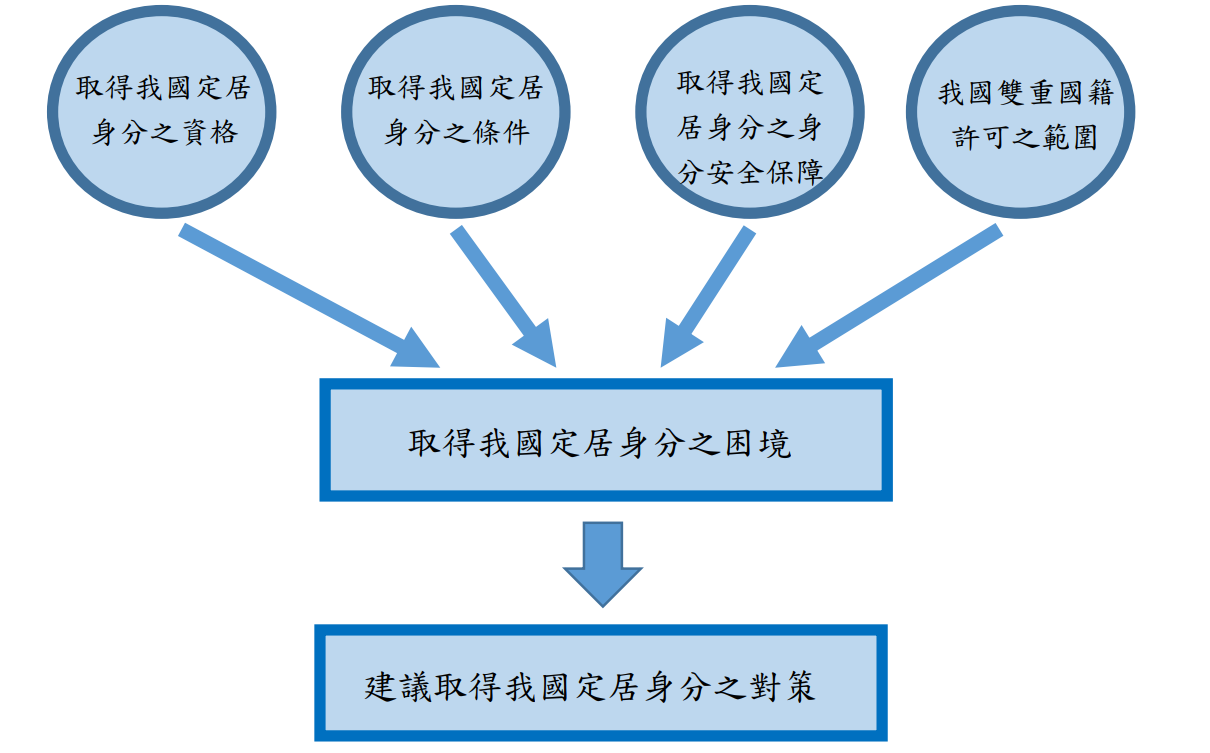 取得我國定居
身分之資格
取得我國定居
身分之條件
取得我國定
居身分之身
分安全保障
我國雙重國籍
許可之範圍
取得我國定居身分之困境
建議取得我國定居身分之對策